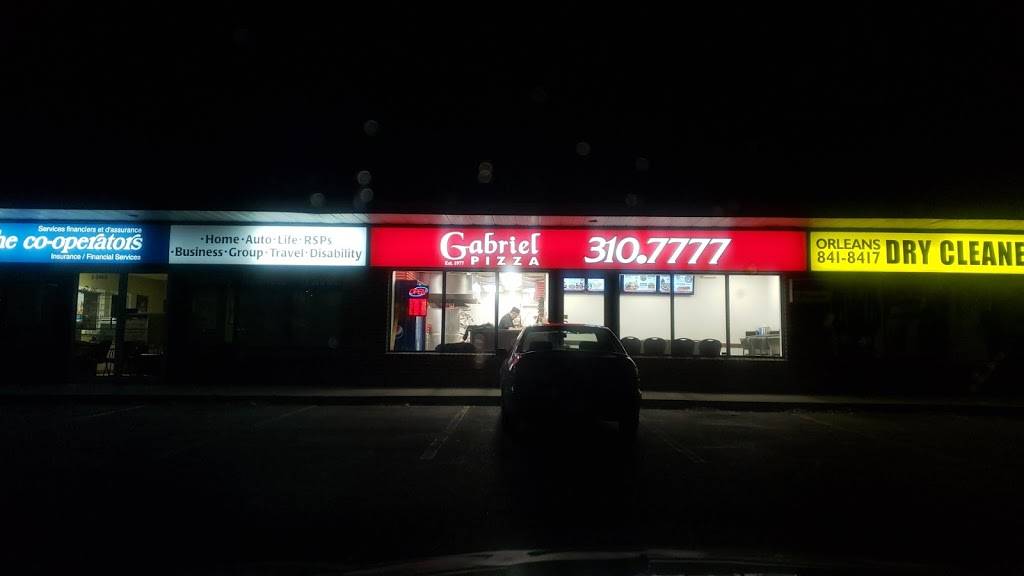 Services financiers et d'assurance
he co-operators
Insurance / Financial Services
·Home·Auto·Life·RSPs
·Business·Group·Travel·Disability
Gabriel
Est. 1977 PIZZA
310.7777
ORLEANS
841-8417
DRY CLEANE